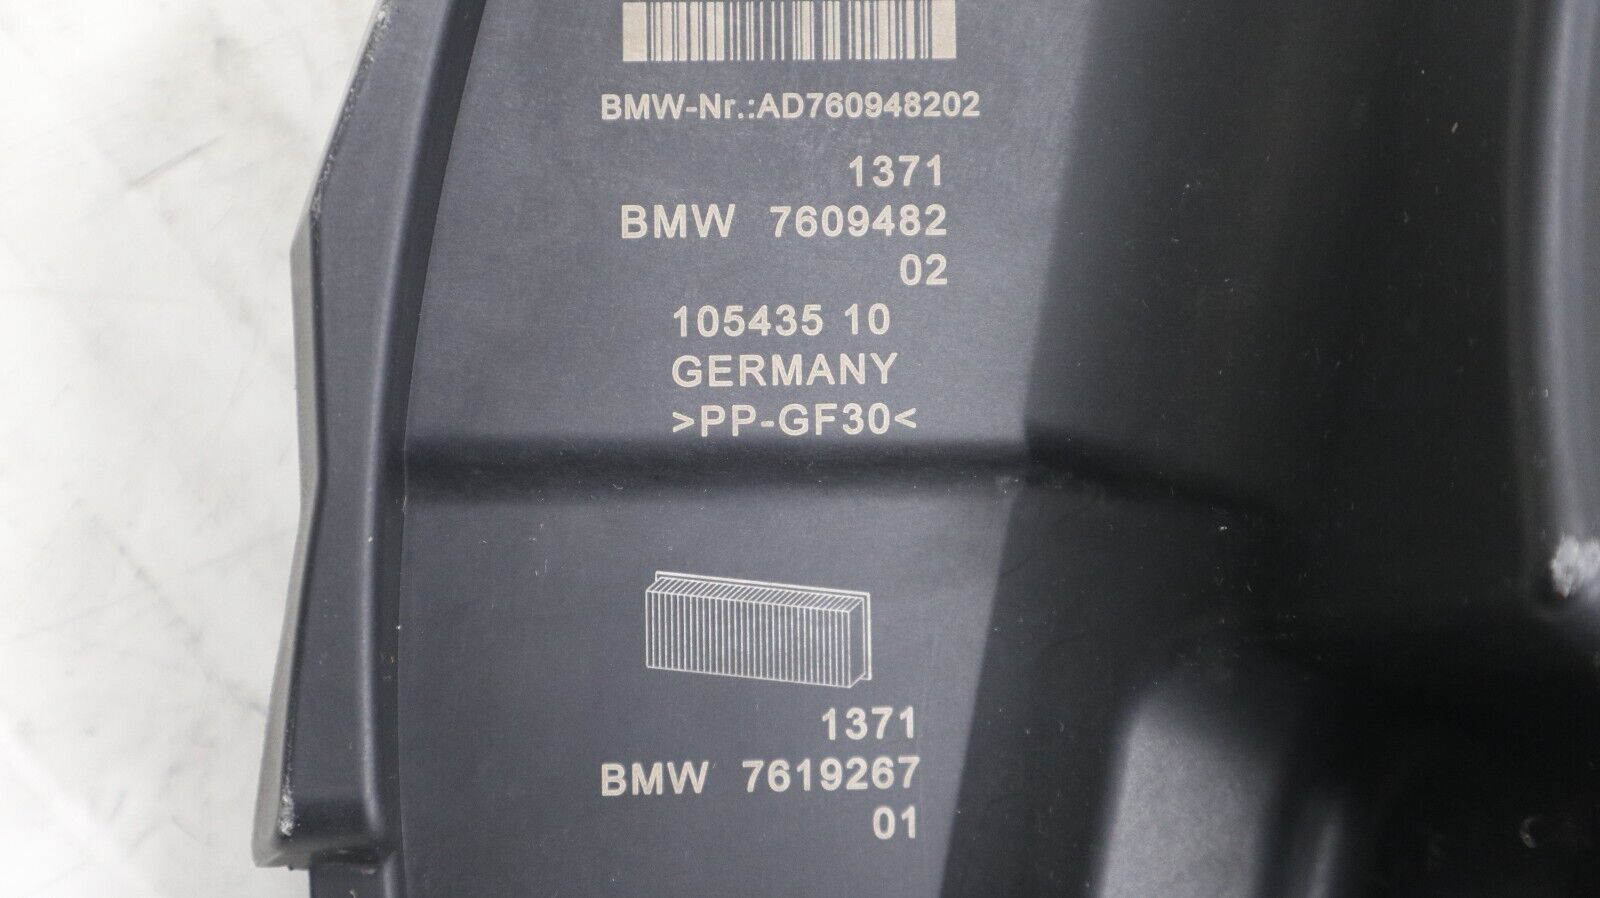 BMW-Nr.:AD760948202
1371
BMW 7609482
02
105435 10
GERMANY
>PP-GF30<
1371
BMW 7619267
01